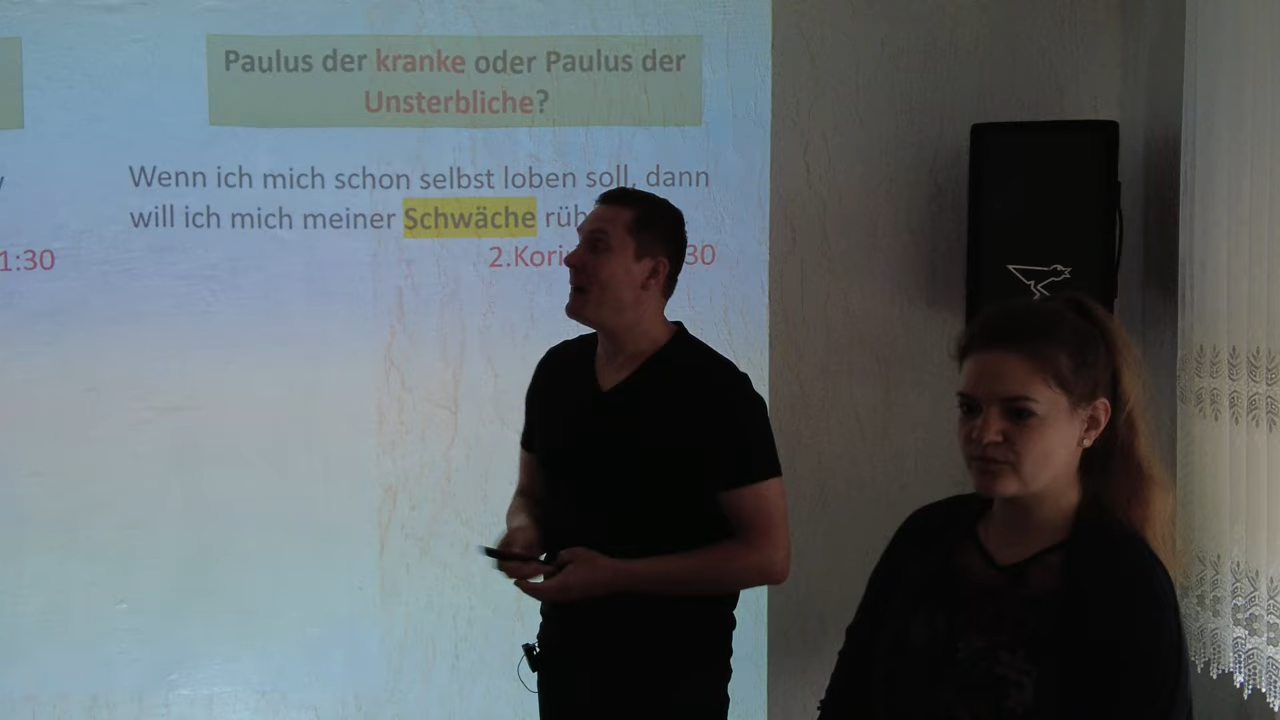 Paulus der kranke oder Paulus der
Unsterbliche?
Wenn ich mich schon selbst loben soll, dann
will ich mich meiner Schwäche
1:30
30